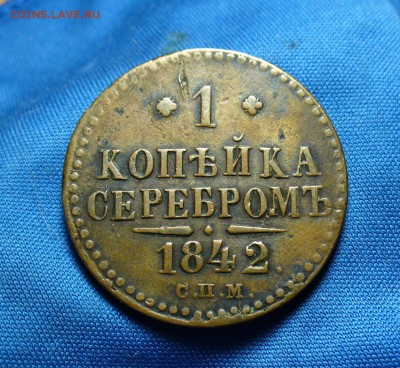 COINS.LAVE.RU
1
КОПѢЙКА
СЕРЕБРОМЪ
1842.
С.П.М.